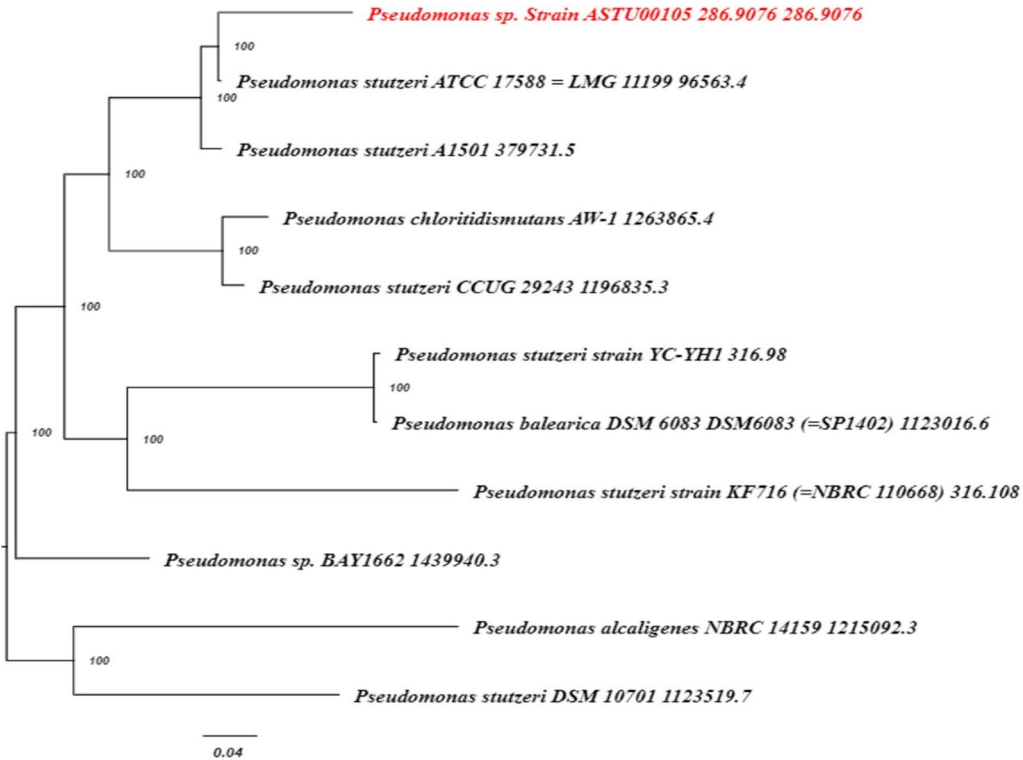 Pseudomonas sp. Strain ASTU00105 286.9076 286.9076
100
Pseudomonas stutzeri ATCC 17588 = LMG 11199 96563.4
100
Pseudomonas stutzeri A1501 379731.5
100
Pseudomonas chloritidismutans AW-1 1263865.4
100
Pseudomonas stutzeri CCUG 29243 1196835.3
100
Pseudomonas stutzeri strain YC-YH1 316.98
100
Pseudomonas balearica DSM 6083 DSM6083 (=SP1402) 1123016.6
100
100
Pseudomonas stutzeri strain KF716 (=NBRC 110668) 316.108
Pseudomonas sp. BAY1662 1439940.3
Pseudomonas alcaligenes NBRC 14159 1215092.3
100
Pseudomonas stutzeri DSM 10701 1123519.7
0.04